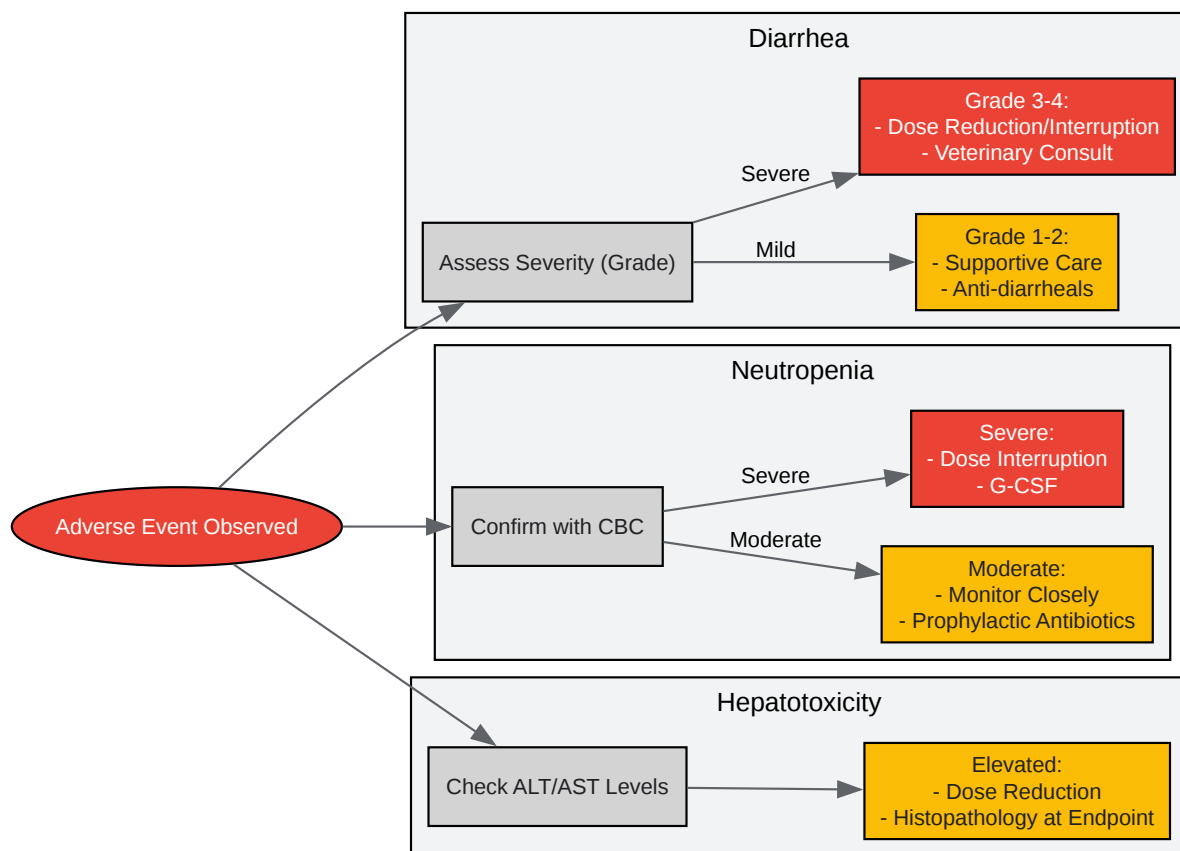 Diarrhea
Grade 3-4:
- Dose Reduction/Interruption
- Veterinary Consult
Severe
Assess Severity (Grade)
Mild
Grade 1-2:
- Supportive Care
- Anti-diarrheals
Neutropenia
Severe:
- Dose Interruption
- G-CSF
Severe
Adverse Event Observed
Confirm with CBC
Moderate
Moderate:
- Monitor Closely
- Prophylactic Antibiotics
Hepatotoxicity
Check ALT/AST Levels
Elevated:
- Dose Reduction
- Histopathology at Endpoint